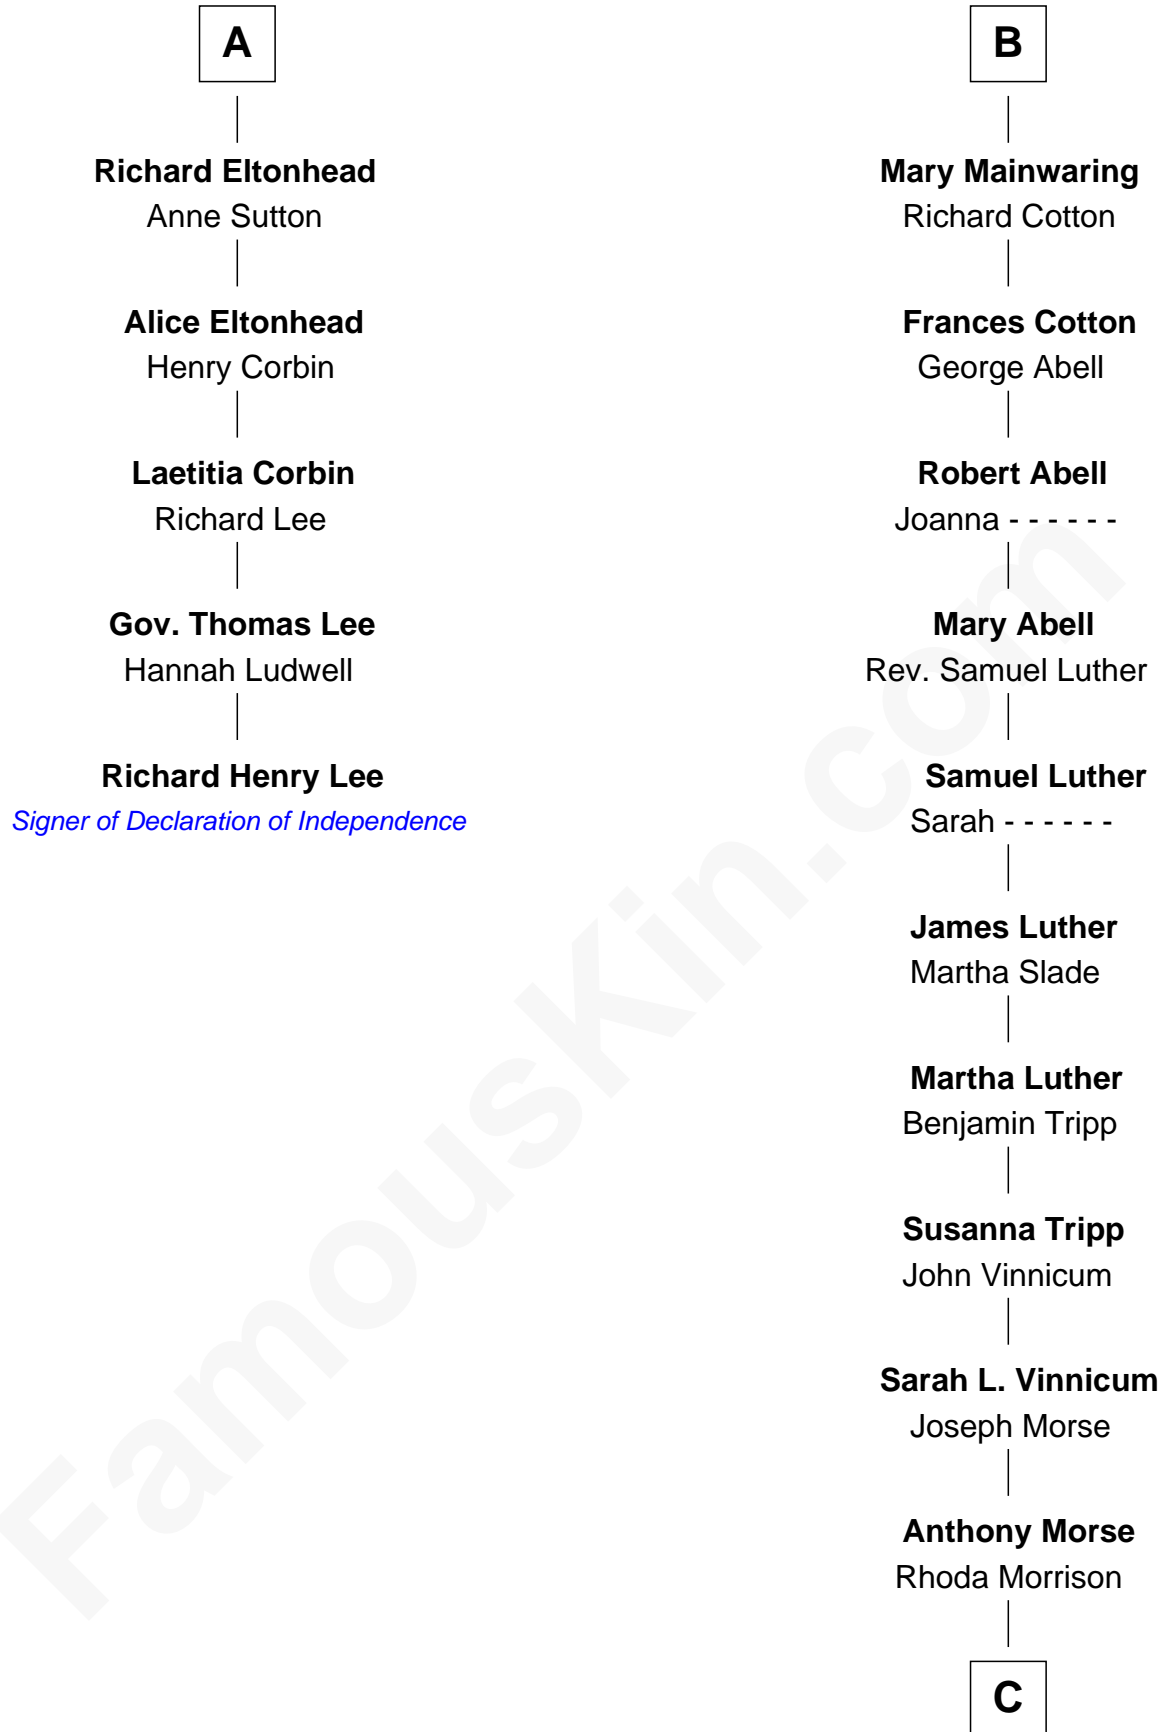 A
Richard Eltonhead
Anne Sutton
Alice Eltonhead
Henry Corbin
Laetitia Corbin
Richard Lee
Gov. Thomas Lee
Hannah Ludwell
Richard Henry Lee
Signer of Declaration of Independence
B
Mary Mainwaring
Richard Cotton
Frances Cotton
George Abell
Robert Abell
Joanna - - - - - -
Mary Abell
Rev. Samuel Luther
Samuel Luther
Sarah - - - - - -
James Luther
Martha Slade
Martha Luther
Benjamin Tripp
Susanna Tripp
John Vinnicum
Sarah L. Vinnicum
Joseph Morse
Anthony Morse
Rhoda Morrison
C
FamousKin.com